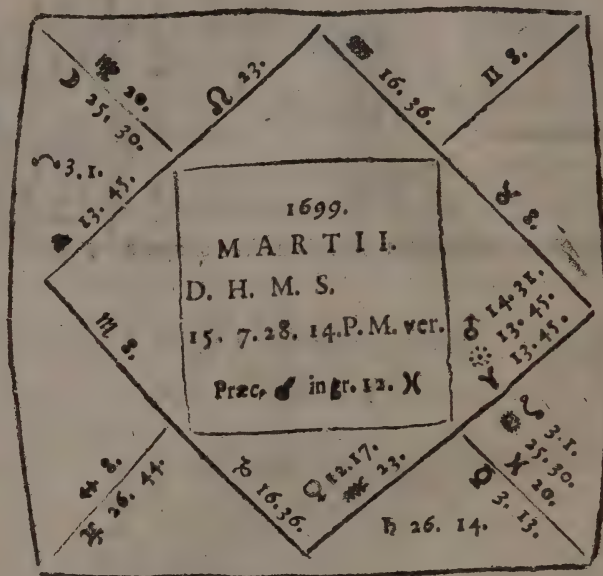 ♍ 20.
☽ 25. 30.
3. 1.
♎ 13. 45.
♌ 23.
♋ 16. 36.
♊ 8.
♉ 8.
♂ 14. 31.
13. 45.
♈ 13. 45.
1699.
MARTII.
D. H. M. S.
15. 7. 28. 14. P. M. ver.
Præc. ☌ in gr. 12. ♓
♏ 8.
♐ 8.
♃ 26. 44.
♑ 16. 36.
♀ 12. 17.
♒ 23.
♄ 26. 14.
3. 1.
☉ 25. 30.
♓ 20.
☿ 3. 13.